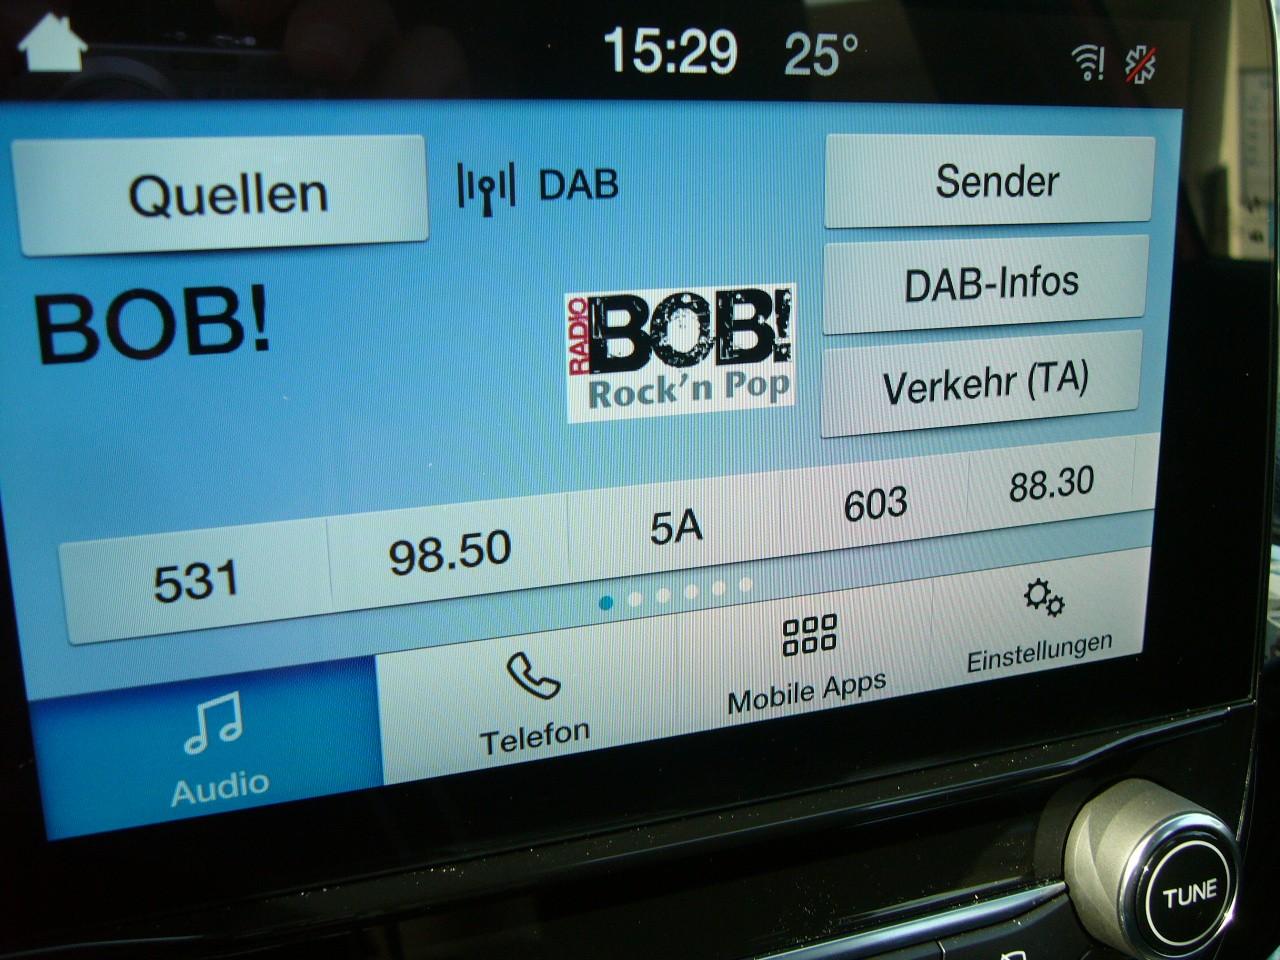 15:29 25°
Quellen
DAB
Sender
BOB!
RADIO
BOB!
Rock'n Pop
DAB-Infos
Verkehr (TA)
531 98.50 5A 603 88.30
Audio
Telefon
Mobile Apps
Einstellungen
TUNE